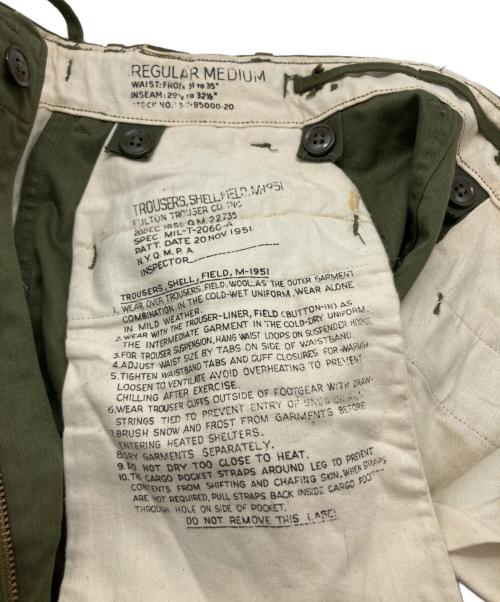 REGULAR MEDIUM
WAIST: FROM 31 TO 35"
INSEAM: 29½ TO 32½"
95000-20
TROUSERS, SHELL, FIELD, M-1951
FULTON TROUSER CO. INC
20 DEC 1951 Q.M. 22735
SPEC. MIL-T-2060-A
PATT. DATE 20 NOV 1951
N.Y.Q.M.P.A.
INSPECTOR
TROUSERS, SHELL, FIELD, M-1951
1. WEAR OVER TROUSERS, FIELD, WOOL, AS THE OUTER GARMENT
COMBINATION IN THE COLD-WET UNIFORM. WEAR ALONE
IN MILD WEATHER.
2. WEAR WITH THE TROUSER-LINER, FIELD (BUTTON-IN) AS
THE INTERMEDIATE GARMENT IN THE COLD-DRY UNIFORM.
3. FOR TROUSER SUSPENSION, HANG WAIST LOOPS ON SUSPENDER HOOKS.
4. ADJUST WAIST SIZE BY TABS ON SIDE OF WAISTBAND.
5. TIGHTEN WAISTBAND TABS AND CUFF CLOSURES FOR WARMTH
LOOSEN TO VENTILATE AVOID OVERHEATING TO PREVENT
CHILLING AFTER EXERCISE.
6. WEAR TROUSER CUFFS OUTSIDE OF FOOTGEAR WITH DRAW-
STRINGS TIED TO PREVENT ENTRY OF SNOW
7. BRUSH SNOW AND FROST FROM GARMENTS BEFORE
ENTERING HEATED SHELTERS.
8. DRY GARMENTS SEPARATELY.
9. DO NOT DRY TOO CLOSE TO HEAT.
10. TIE CARGO POCKET STRAPS AROUND LEG TO PREVENT
CONTENTS FROM SHIFTING AND CHAFING SKIN. WHEN STRAPS
ARE NOT REQUIRED, PULL STRAPS BACK INSIDE CARGO POCKET
THROUGH HOLE ON SIDE OF POCKET.
DO NOT REMOVE THIS LABEL